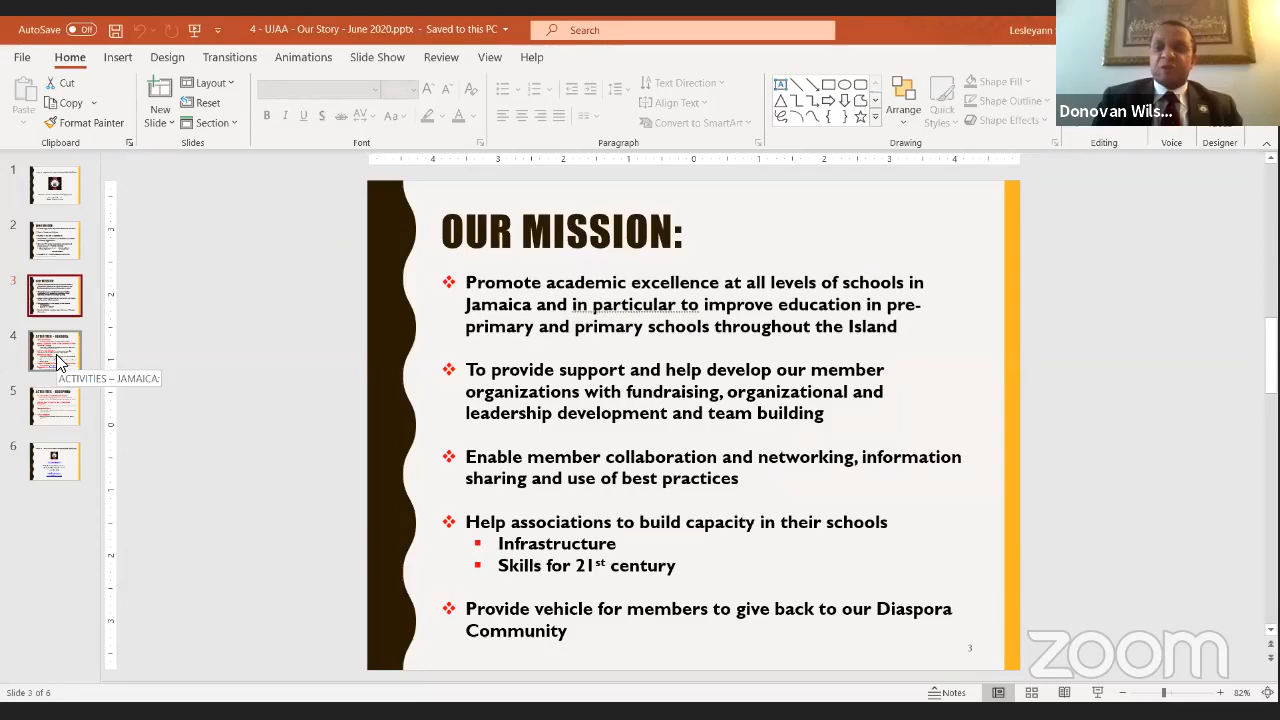 AutoSave Off 4 - UJAA - Our Story - June 2020.pptx - Saved to this PC Search Lesleyann
File Home Insert Design Transitions Animations Slide Show Review View Help
Paste Cut Copy Format Painter New Slide Layout Reset Section Text Direction Align Text Convert to SmartArt Arrange Quick Styles Shape Fill Shape Outline Shape Effects
Donovan Wils...
Clipboard Slides Font Paragraph Drawing Editing Voice Designer
1
2
3
4
ACTIVITIES – JAMAICA:
5
6
OUR MISSION:
Promote academic excellence at all levels of schools in
Jamaica and in particular to improve education in pre-
primary and primary schools throughout the Island
To provide support and help develop our member
organizations with fundraising, organizational and
leadership development and team building
Enable member collaboration and networking, information
sharing and use of best practices
Help associations to build capacity in their schools
Infrastructure
Skills for 21st century
Provide vehicle for members to give back to our Diaspora
Community
3
zoom
Slide 3 of 6 Notes 82%